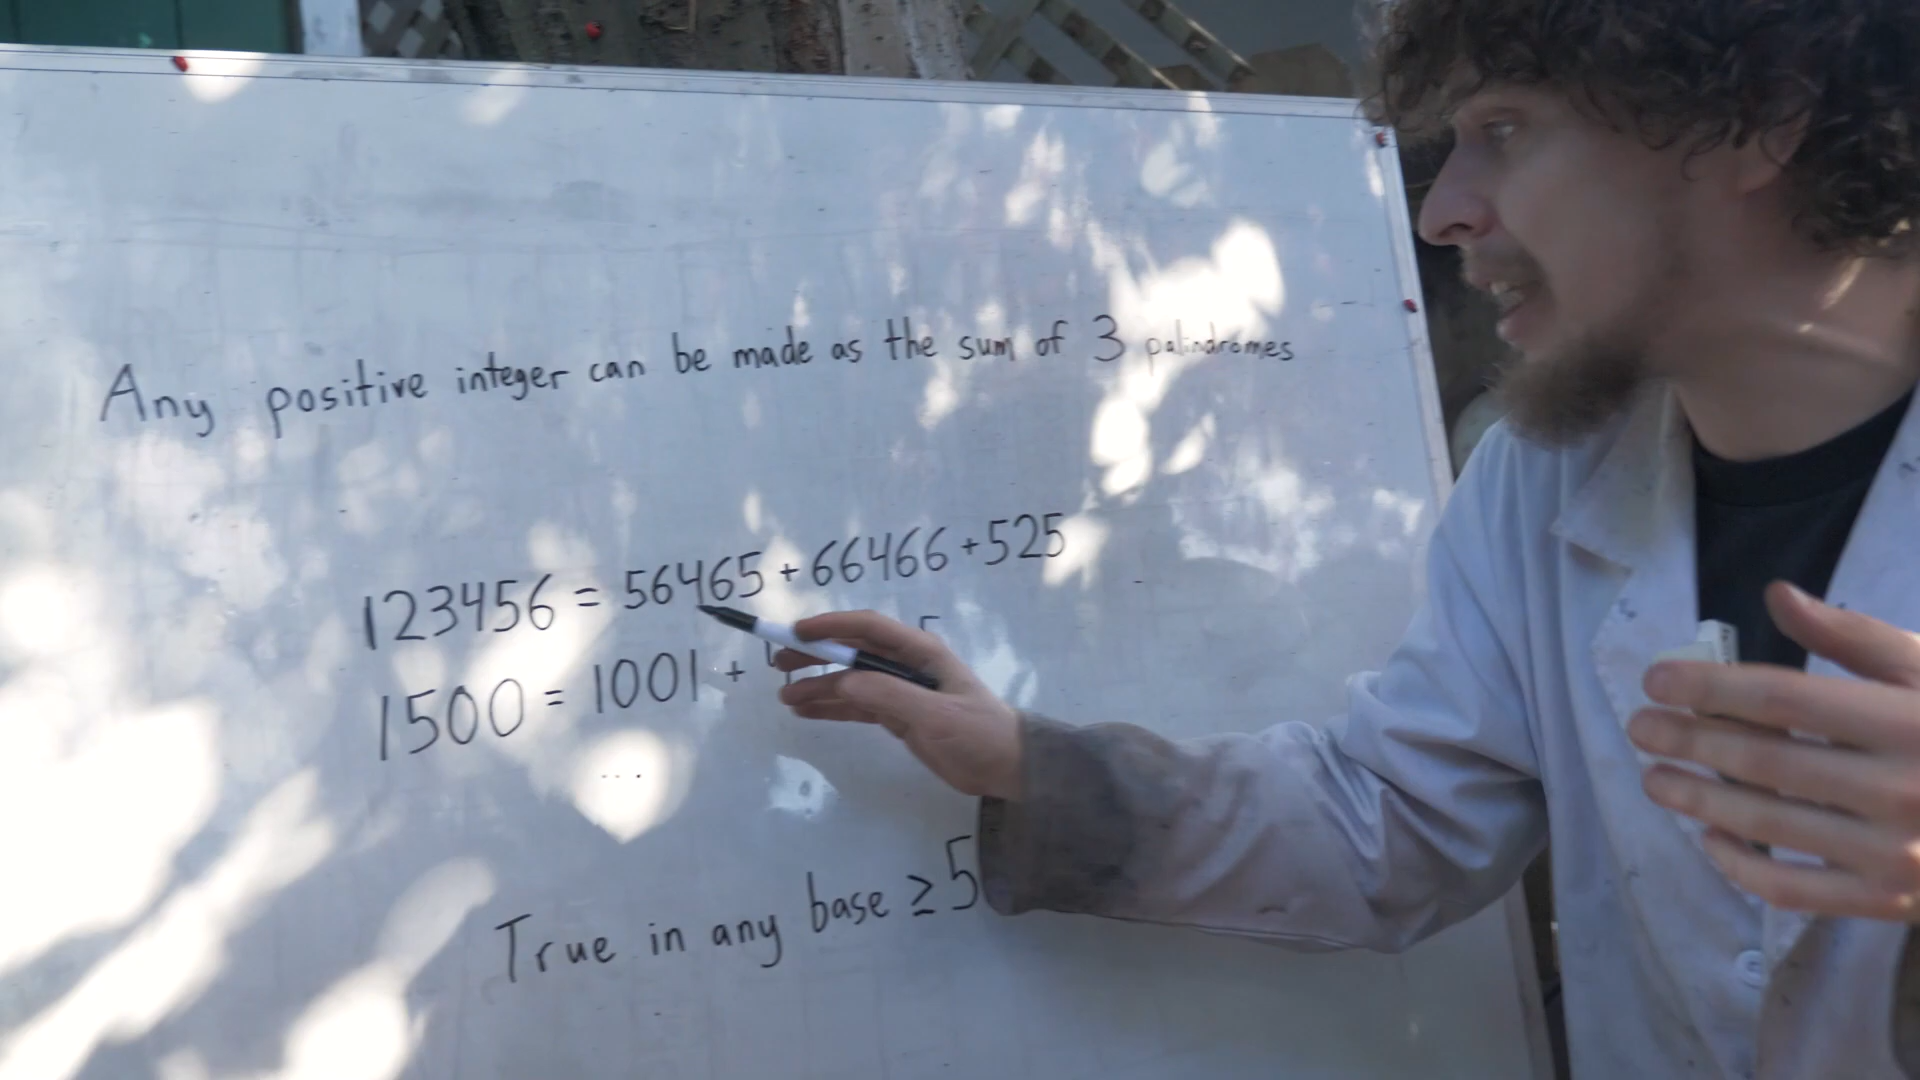 Any positive integer can be made as the sum of 3 palindromes
123456 = 56465 + 66466 + 525
1500 = 1001 +
...
True in any base ≥ 5